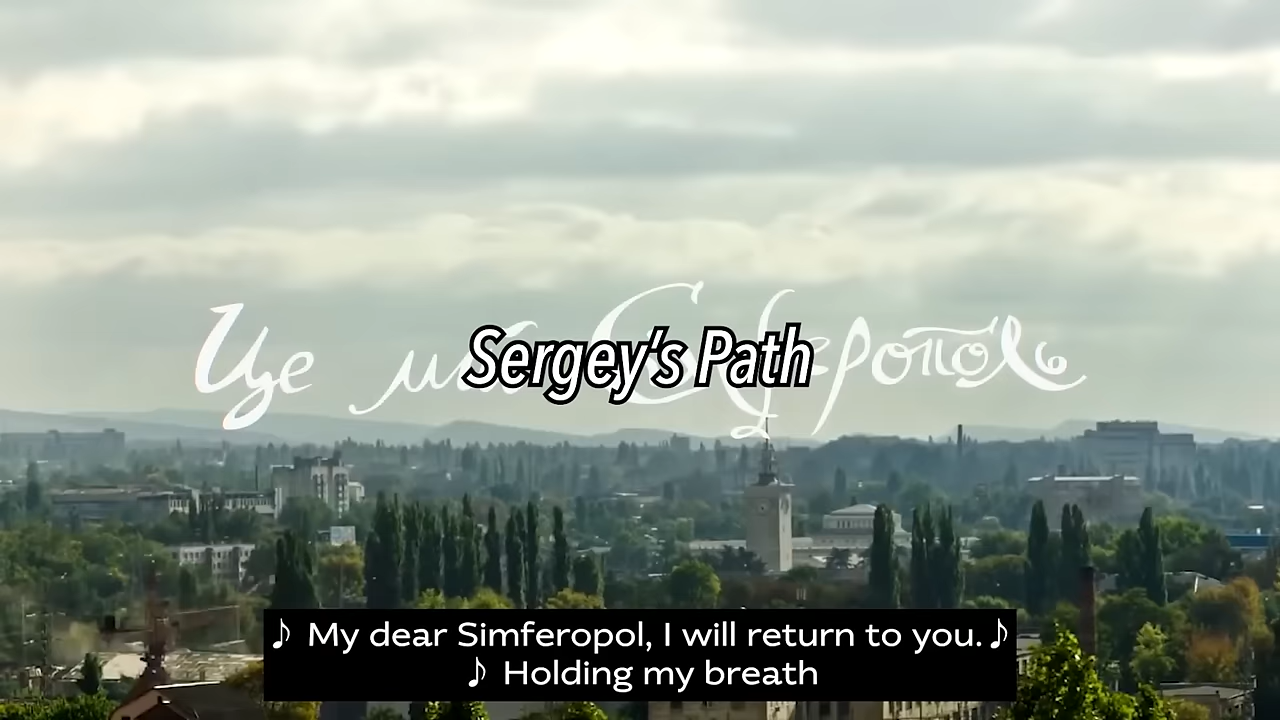 Це
Sergey‘s Path
♪ My dear Simferopol, I will return to you. ♪
♪ Holding my breath